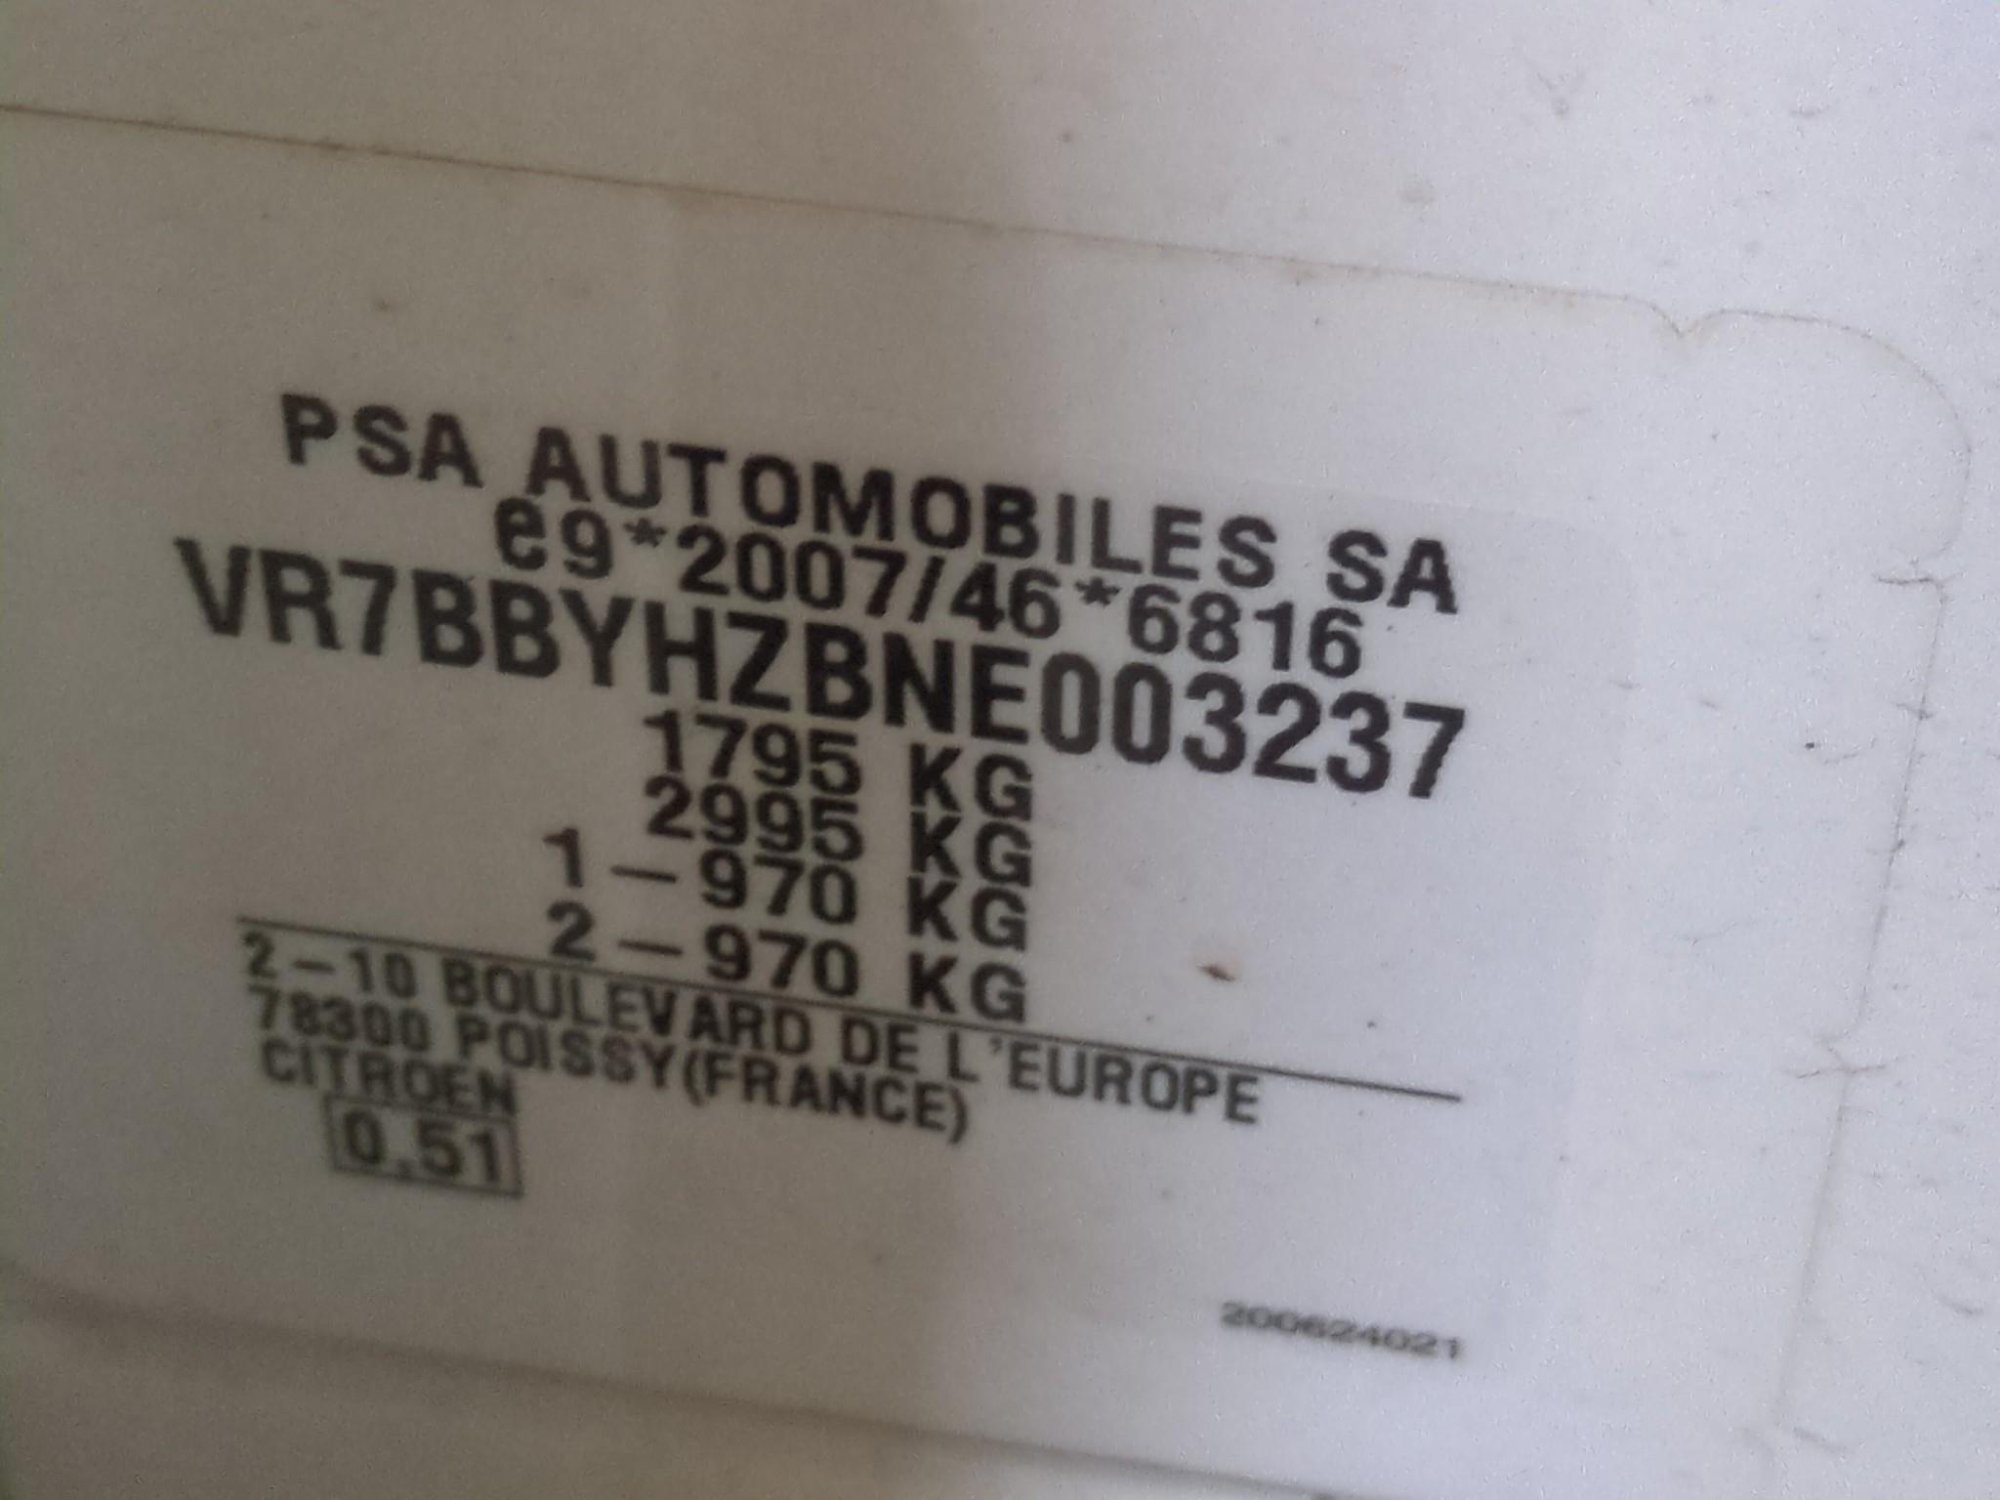 PSA AUTOMOBILES SA
e9*2007/46*6816
VR7BBYHZBNE003237
1795 KG
2995 KG
1-970 KG
2-970 KG
2-10 BOULEVARD DE L'EUROPE
78300 POISSY(FRANCE)
CITROEN
0.51
200624021